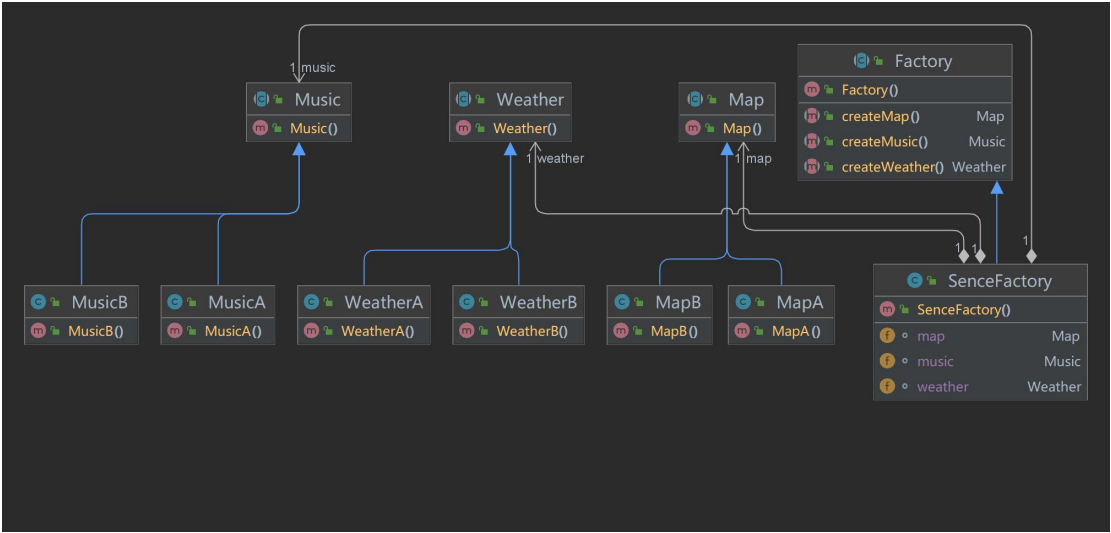 1 music
Music
Music()
Weather
Weather()
1 weather
Map
Map()
1 map
Factory
Factory()
createMap() Map
createMusic() Music
createWeather() Weather
1 1 1
MusicB
MusicB()
MusicA
MusicA()
WeatherA
WeatherA()
WeatherB
WeatherB()
MapB
MapB()
MapA
MapA()
SenceFactory
SenceFactory()
map Map
music Music
weather Weather